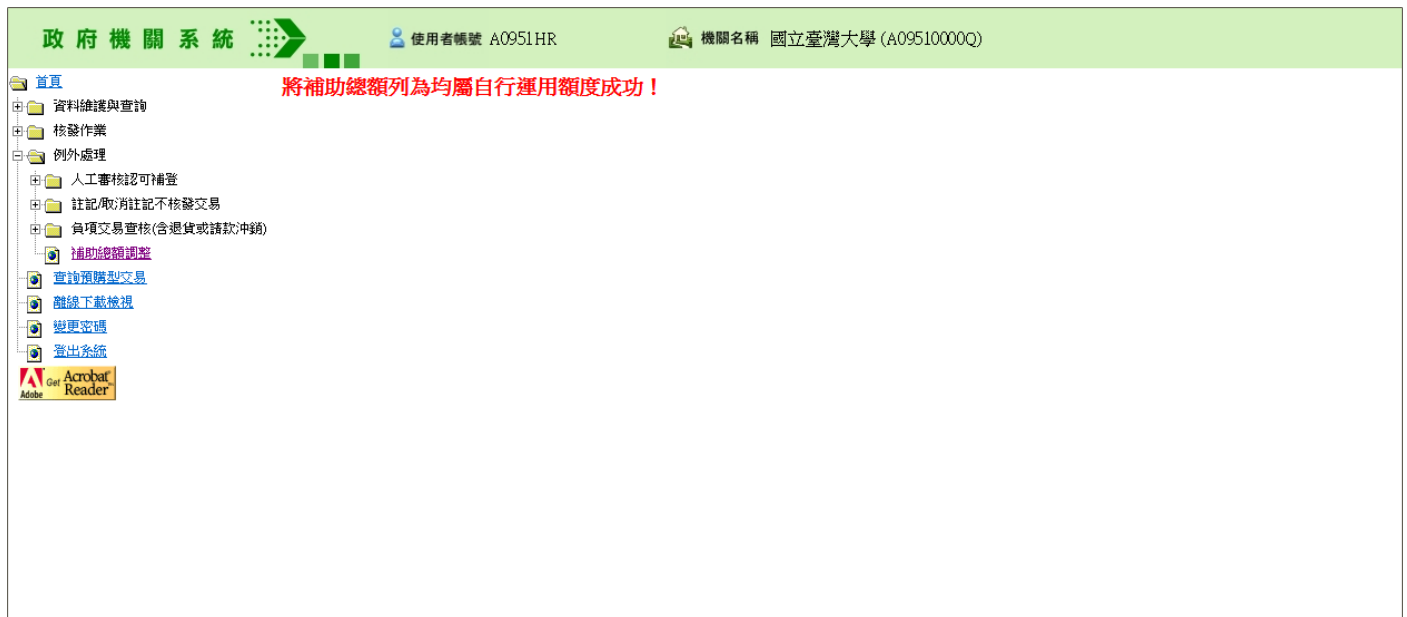 政府機關系統
使用者帳號 A0951HR
機關名稱 國立臺灣大學 (A09510000Q)
首頁
將補助總額列為均屬自行運用額度成功！
資料維護與查詢
核發作業
例外處理
人工審核認可補登
註記/取消註記不核發交易
負項交易查核(含退貨或請款沖銷)
補助總額調整
查詢預購型交易
離線下載檢視
變更密碼
登出系統
Adobe
Get Acrobat
Reader